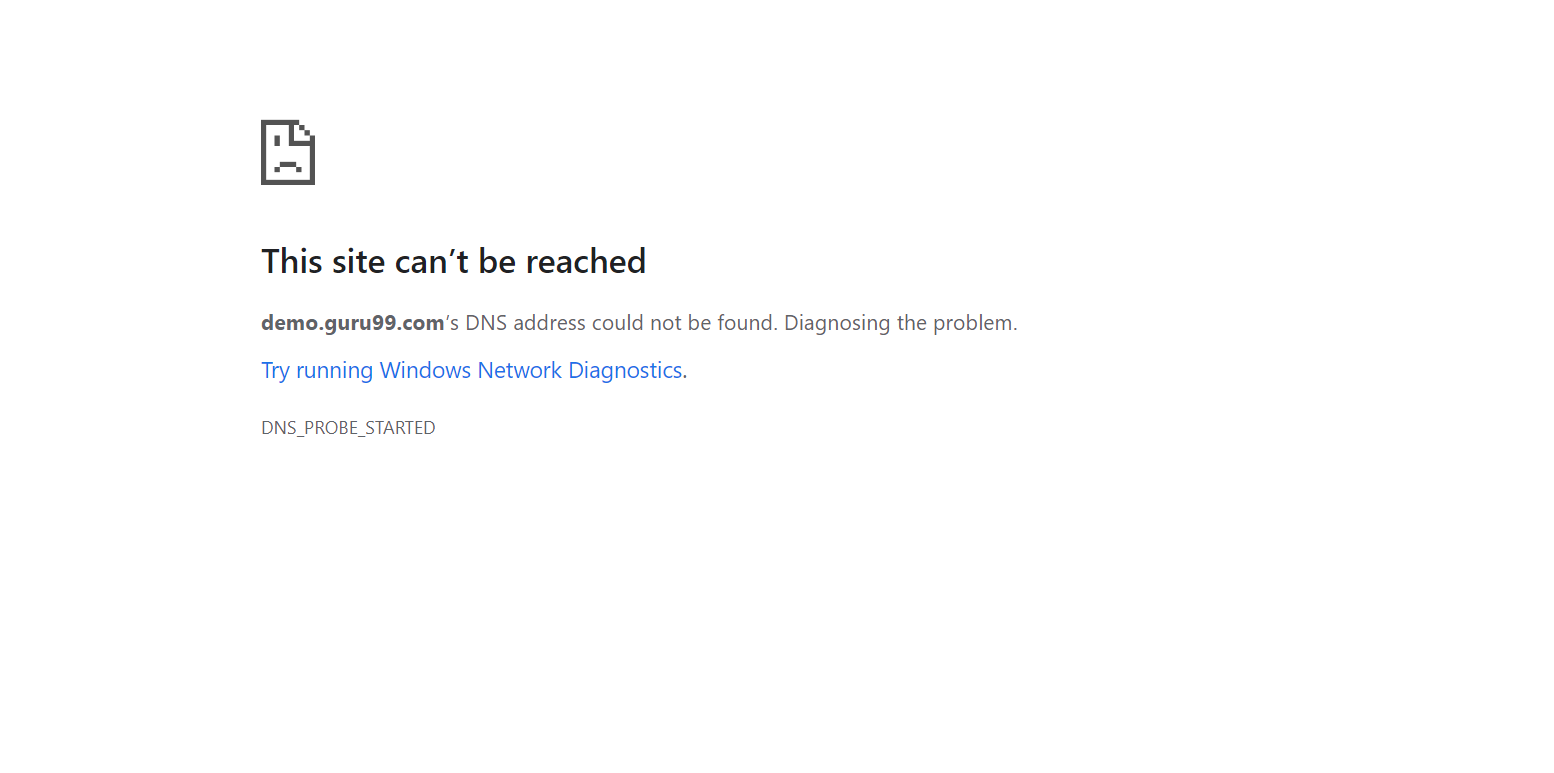 This site can’t be reached
demo.guru99.com’s DNS address could not be found. Diagnosing the problem.
Try running Windows Network Diagnostics.
DNS_PROBE_STARTED